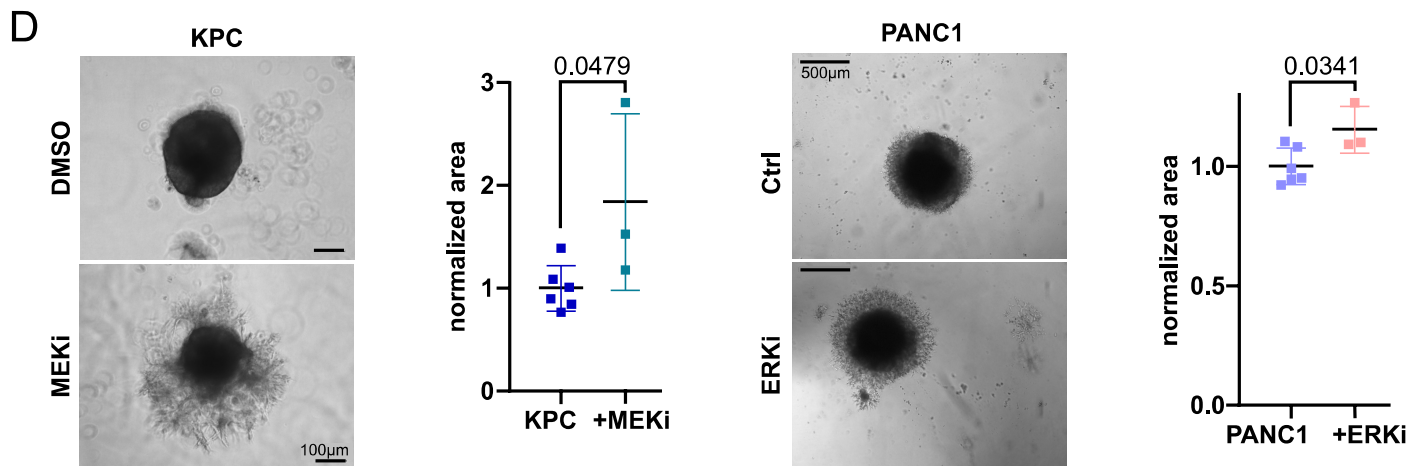 D
KPC
DMSO
MEKi
100µm
normalized area
3
2
1
0
0.0479
KPC +MEKi
PANC1
500µm
Ctrl
ERKi
normalized area
1.0
0.5
0.0
0.0341
PANC1 +ERKi